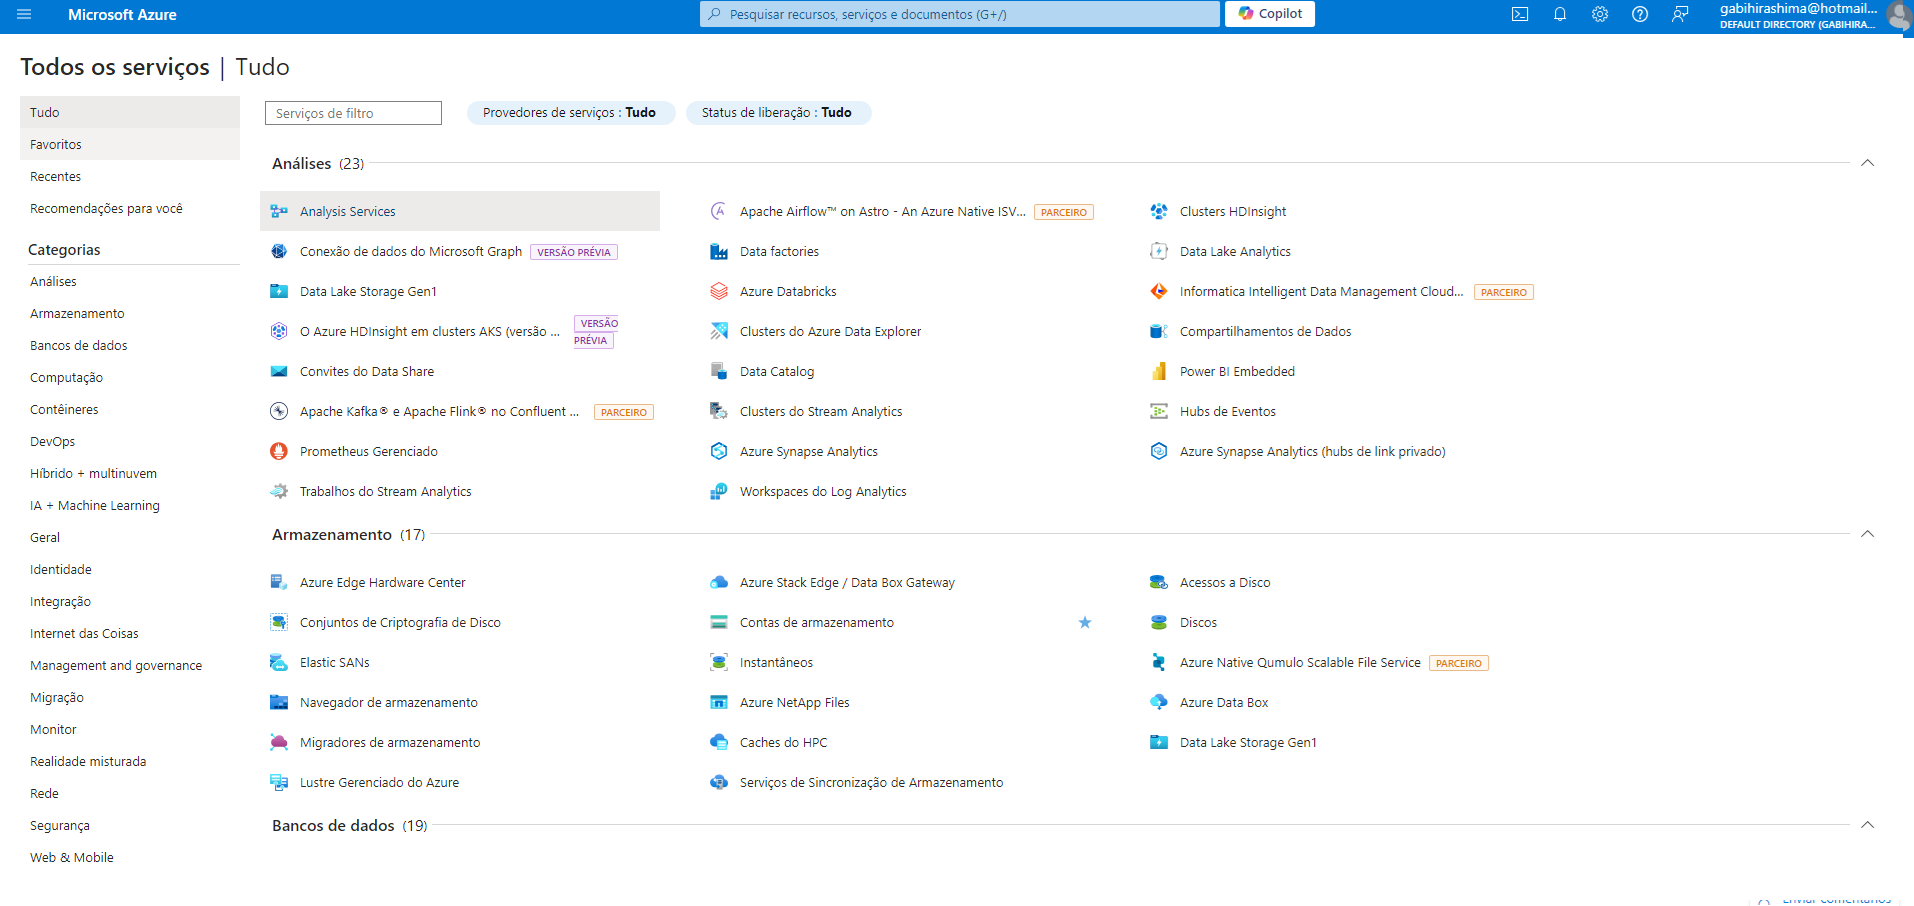 Microsoft Azure
Pesquisar recursos, serviços e documentos (G+/)
Copilot
gabihirashima@hotmail...
DEFAULT DIRECTORY (GABIHIRA...
Todos os serviços | Tudo
Tudo
Favoritos
Recentes
Recomendações para você
Categorias
Análises
Armazenamento
Bancos de dados
Computação
Contêineres
DevOps
Híbrido + multinuvem
IA + Machine Learning
Geral
Identidade
Integração
Internet das Coisas
Management and governance
Migração
Monitor
Realidade misturada
Rede
Segurança
Web & Mobile
Serviços de filtro
Provedores de serviços : Tudo
Status de liberação : Tudo
Análises (23)
Analysis Services
Apache Airflow™ on Astro - An Azure Native ISV... PARCEIRO
Clusters HDInsight
Conexão de dados do Microsoft Graph VERSÃO PRÉVIA
Data factories
Data Lake Analytics
Data Lake Storage Gen1
Azure Databricks
Informatica Intelligent Data Management Cloud... PARCEIRO
O Azure HDInsight em clusters AKS (versão ... VERSÃO PRÉVIA
Clusters do Azure Data Explorer
Compartilhamentos de Dados
Convites do Data Share
Data Catalog
Power BI Embedded
Apache Kafka® e Apache Flink® no Confluent ... PARCEIRO
Clusters do Stream Analytics
Hubs de Eventos
Prometheus Gerenciado
Azure Synapse Analytics
Azure Synapse Analytics (hubs de link privado)
Trabalhos do Stream Analytics
Workspaces do Log Analytics
Armazenamento (17)
Azure Edge Hardware Center
Azure Stack Edge / Data Box Gateway
Acessos a Disco
Conjuntos de Criptografia de Disco
Contas de armazenamento
Discos
Elastic SANs
Instantâneos
Azure Native Qumulo Scalable File Service PARCEIRO
Navegador de armazenamento
Azure NetApp Files
Azure Data Box
Migradores de armazenamento
Caches do HPC
Data Lake Storage Gen1
Lustre Gerenciado do Azure
Serviços de Sincronização de Armazenamento
Bancos de dados (19)
Enviar comentários